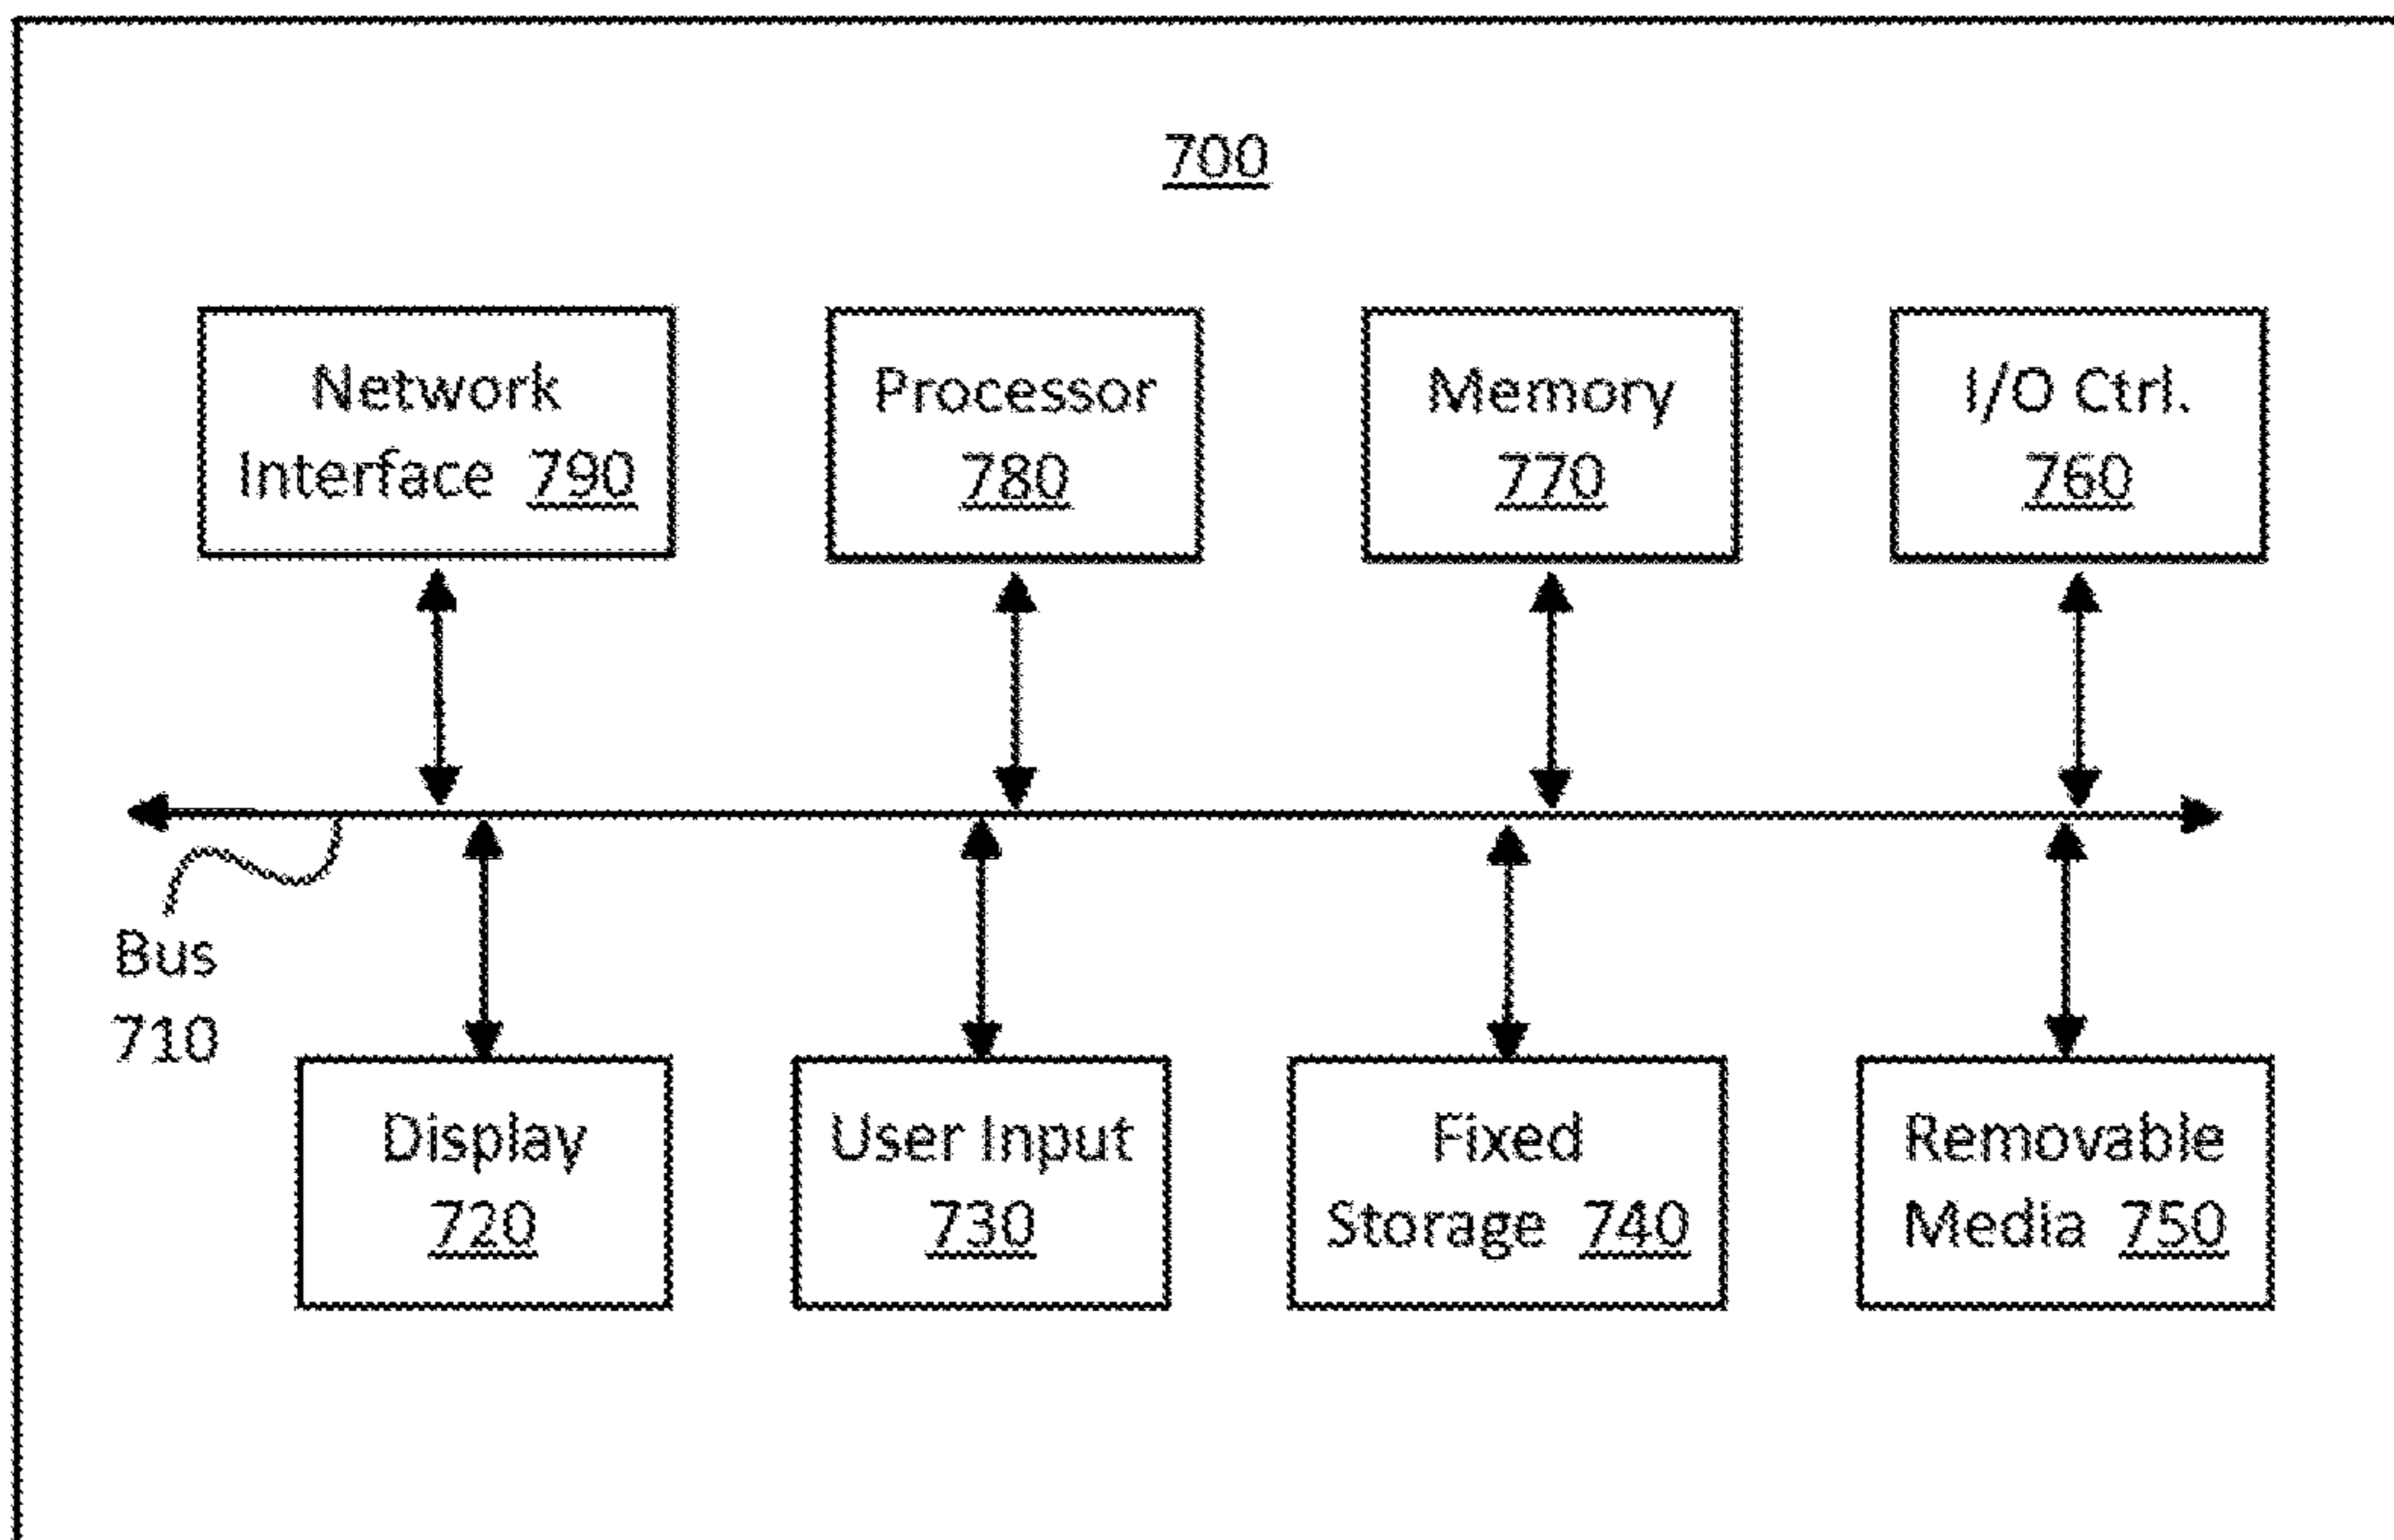 700
Network
Interface 790
Processor
780
Memory
770
I/O Ctrl.
760
Bus
710
Display
720
User Input
730
Fixed
Storage 740
Removable
Media 750